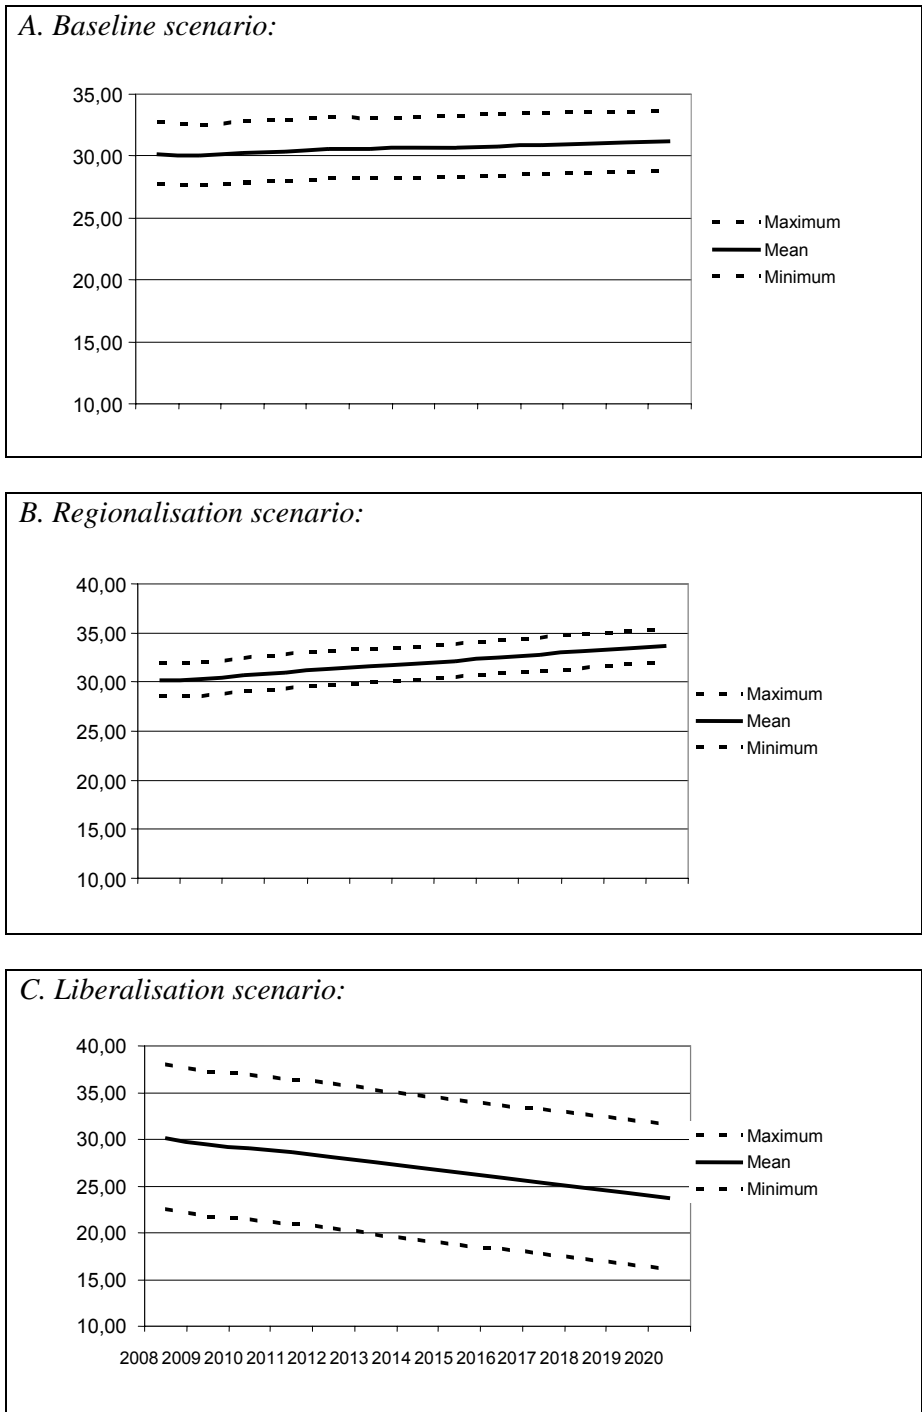 A. Baseline scenario:
35,00
30,00
25,00
20,00
15,00
10,00
Maximum
Mean
Minimum
B. Regionalisation scenario:
40,00
35,00
30,00
25,00
20,00
15,00
10,00
Maximum
Mean
Minimum
C. Liberalisation scenario:
40,00
35,00
30,00
25,00
20,00
15,00
10,00
2008 2009 2010 2011 2012 2013 2014 2015 2016 2017 2018 2019 2020
Maximum
Mean
Minimum